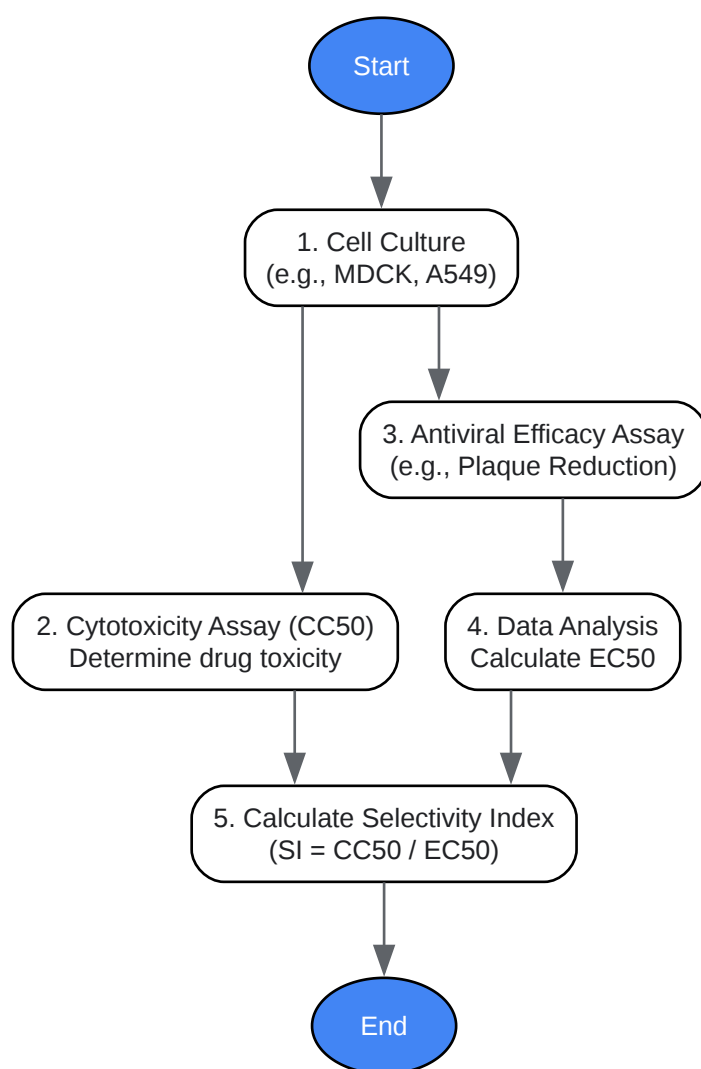 Start
1. Cell Culture
(e.g., MDCK, A549)
3. Antiviral Efficacy Assay
(e.g., Plaque Reduction)
2. Cytotoxicity Assay (CC50)
Determine drug toxicity
4. Data Analysis
Calculate EC50
5. Calculate Selectivity Index
(SI = CC50 / EC50)
End